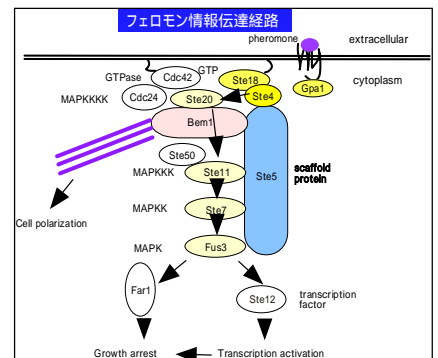 フェロモン情報伝達経路
pheromone
extracellular
GTP
GTPase
Cdc42
Ste18
cytoplasm
Gpa1
MAPKKKK
Cdc24
Ste20
Ste4
Bem1
Ste50
MAPKKK
Ste11
Ste5
scaffold
protein
MAPKK
Ste7
Cell polarization
MAPK
Fus3
Far1
Ste12
transcription
factor
Growth arrest
Transcription activation